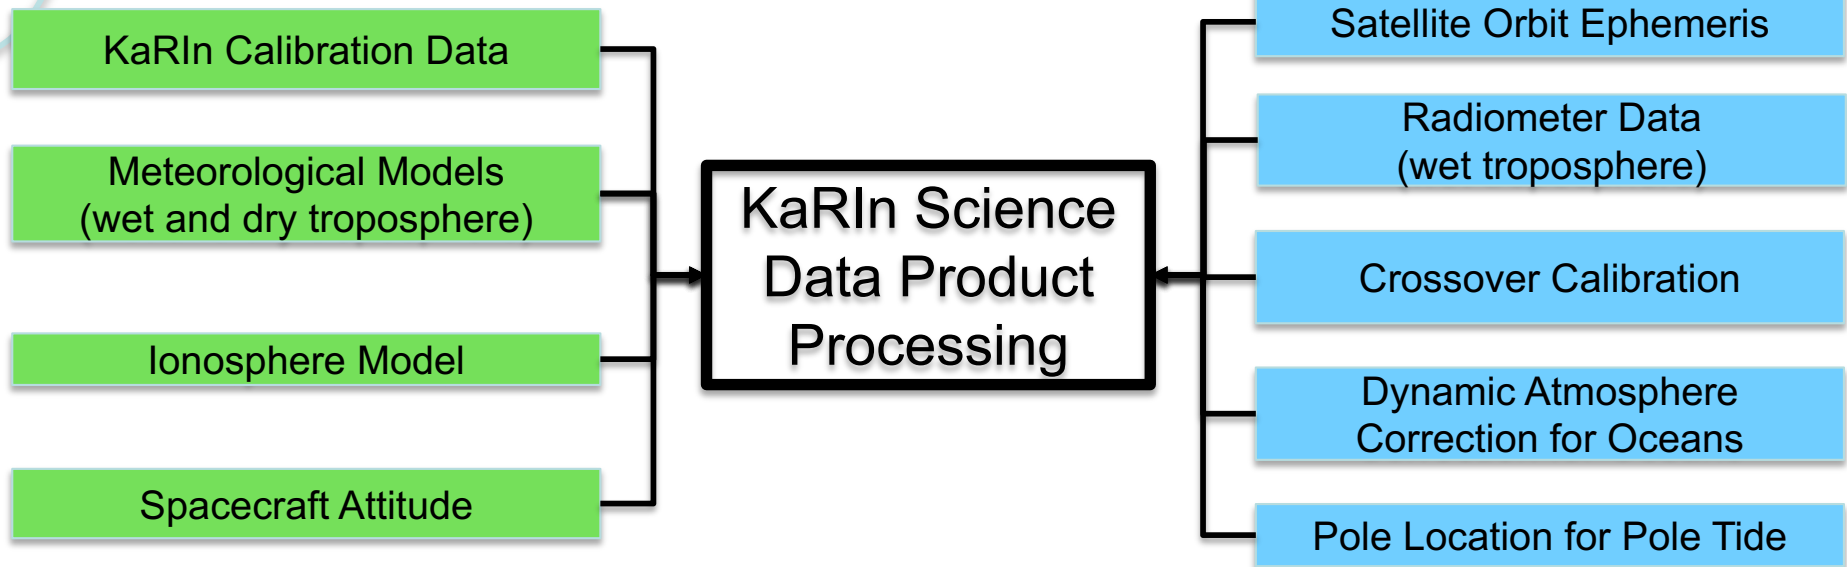 KaRIn Calibration Data
Meteorological Models
(wet and dry troposphere)
Ionosphere Model
Spacecraft Attitude
KaRIn Science
Data Product
Processing
Satellite Orbit Ephemeris
Radiometer Data
(wet troposphere)
Crossover Calibration
Dynamic Atmosphere
Correction for Oceans
Pole Location for Pole Tide